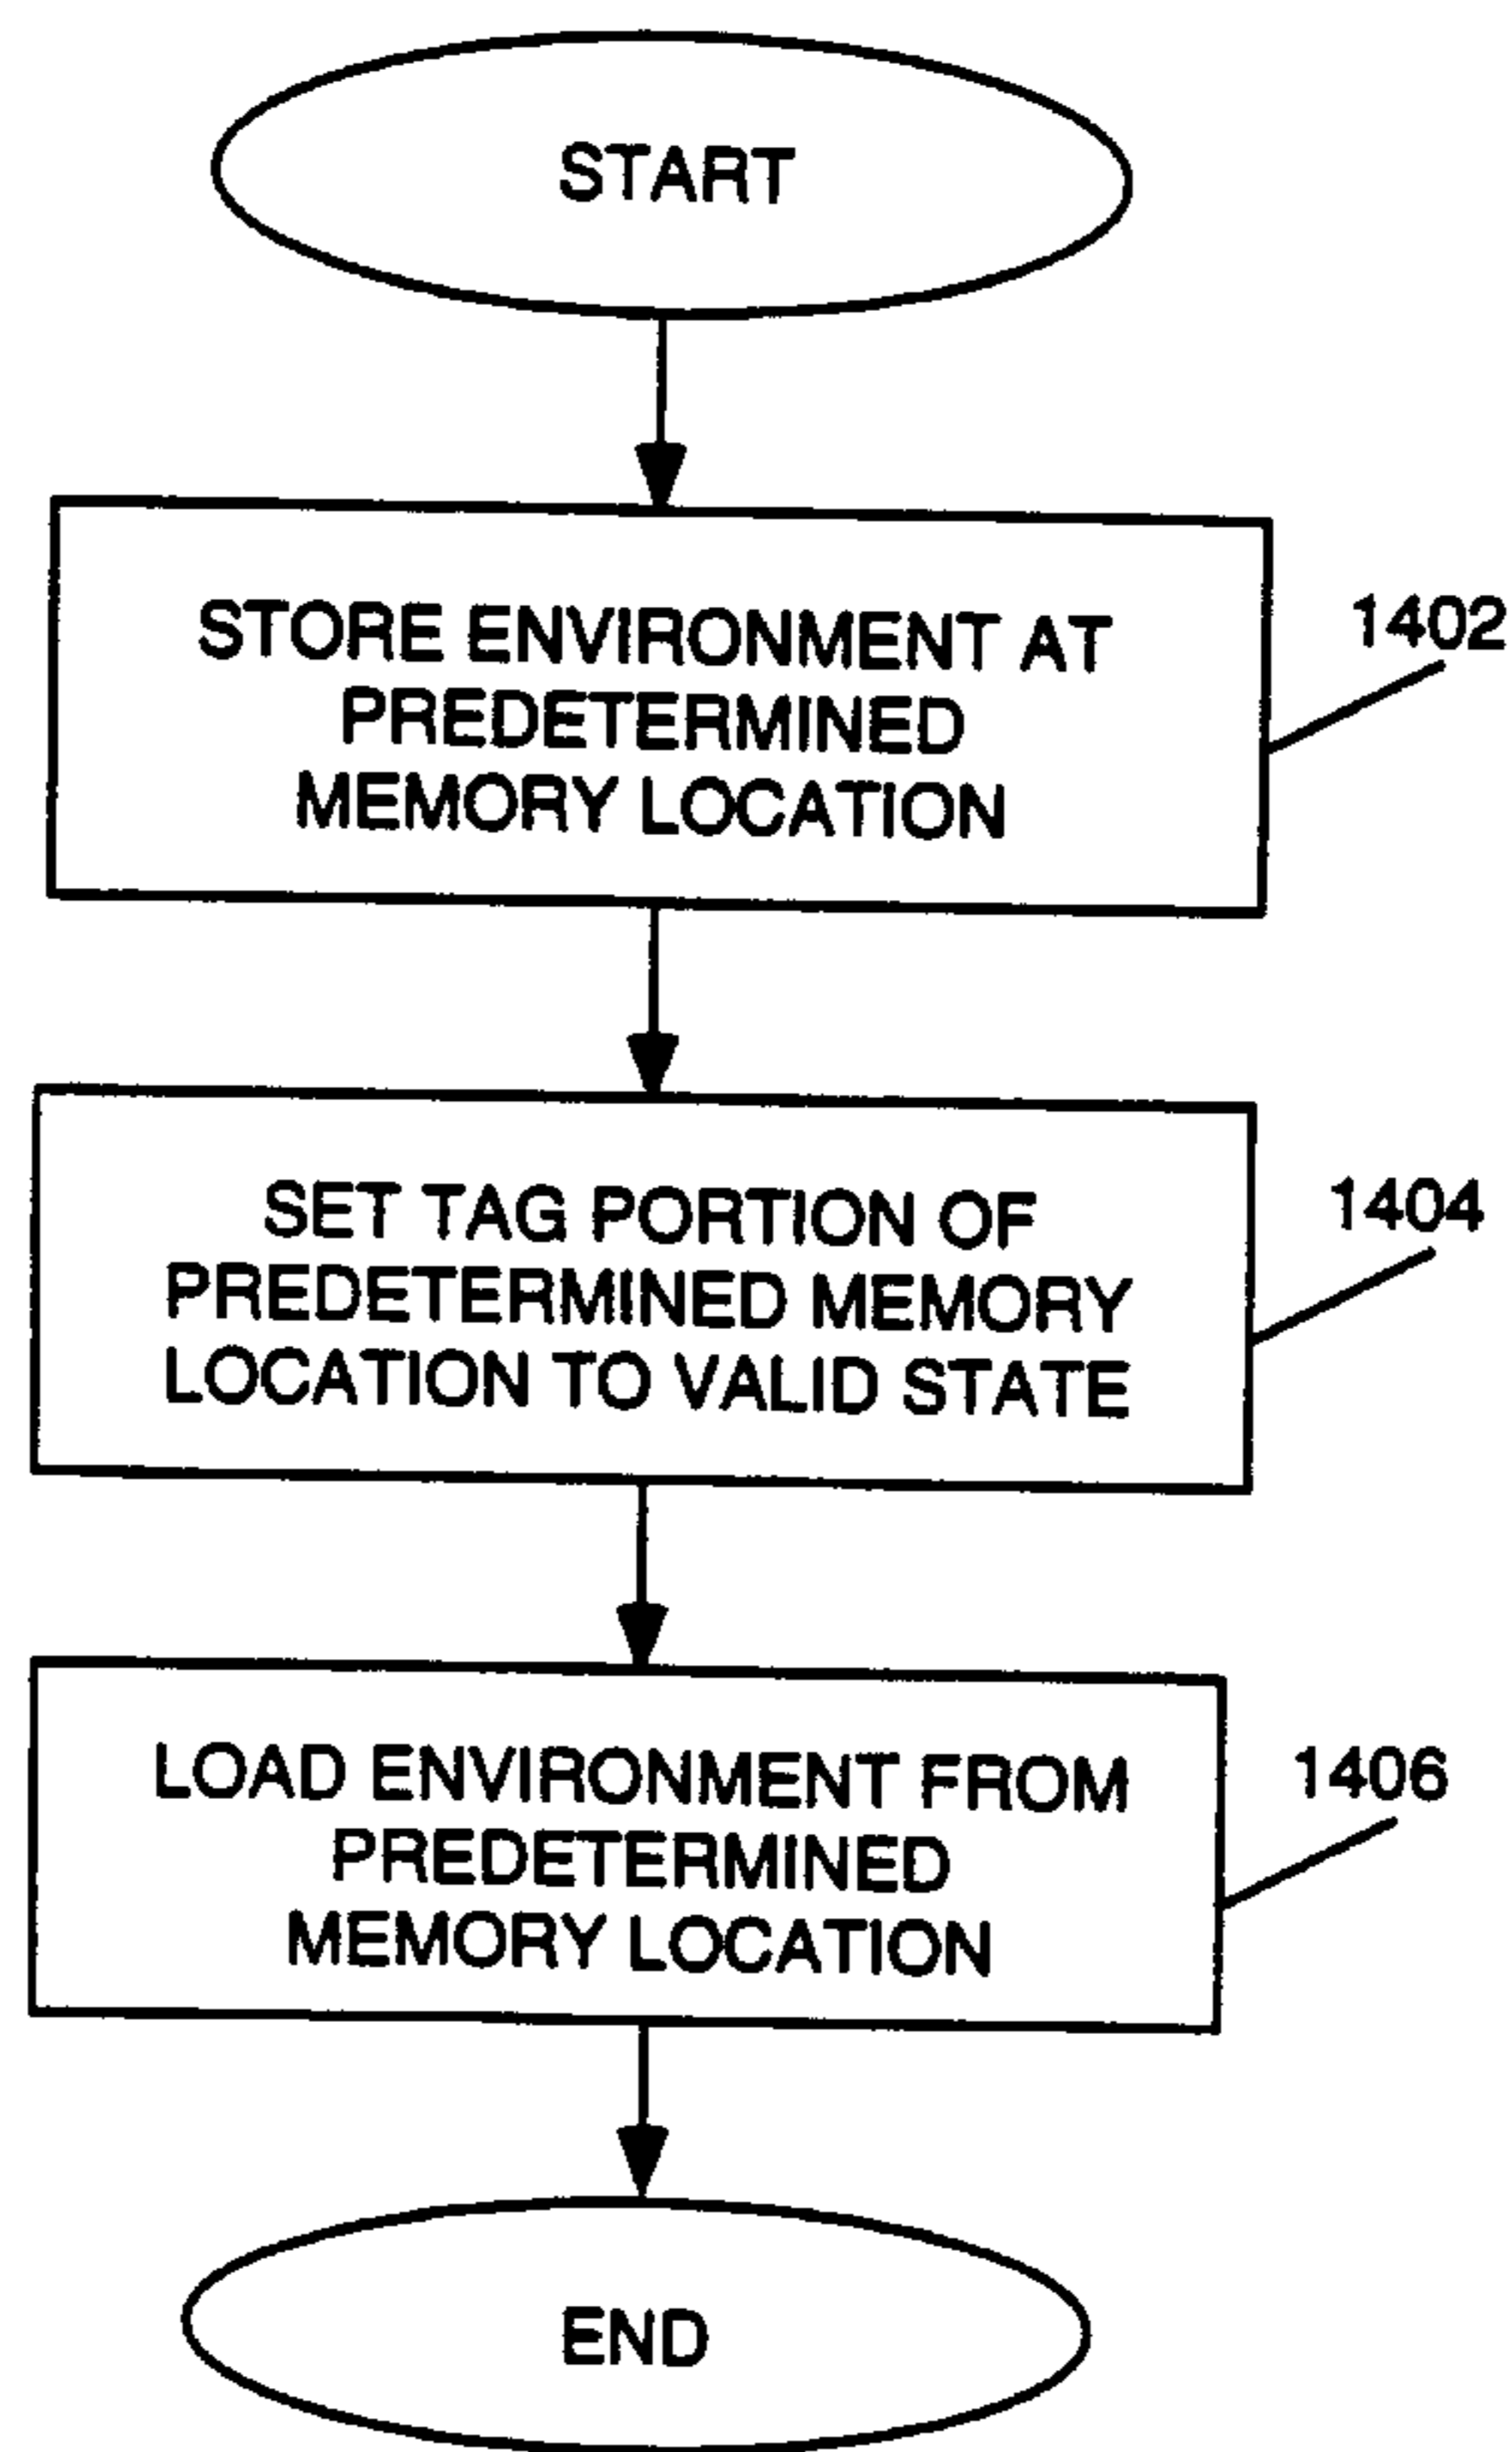 START
STORE ENVIRONMENT AT
PREDETERMINED
MEMORY LOCATION
1402
SET TAG PORTION OF
PREDETERMINED MEMORY
LOCATION TO VALID STATE
1404
LOAD ENVIRONMENT FROM
PREDETERMINED
MEMORY LOCATION
1406
END